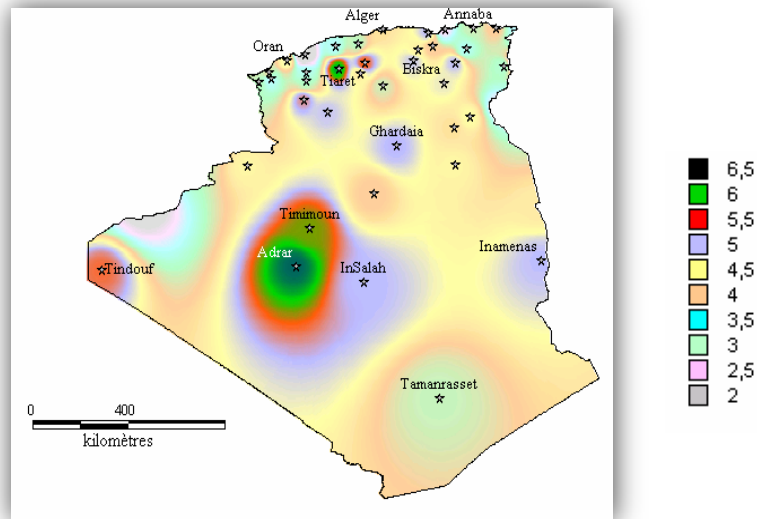 Alger
Annaba
Oran
Tiaret
Biskra
Ghardaia
Timimoun
Adrar
InSalah
Inamenas
Tindouf
Tamanrasset
0 400
kilomètres
6,5
6
5,5
5
4,5
4
3,5
3
2,5
2